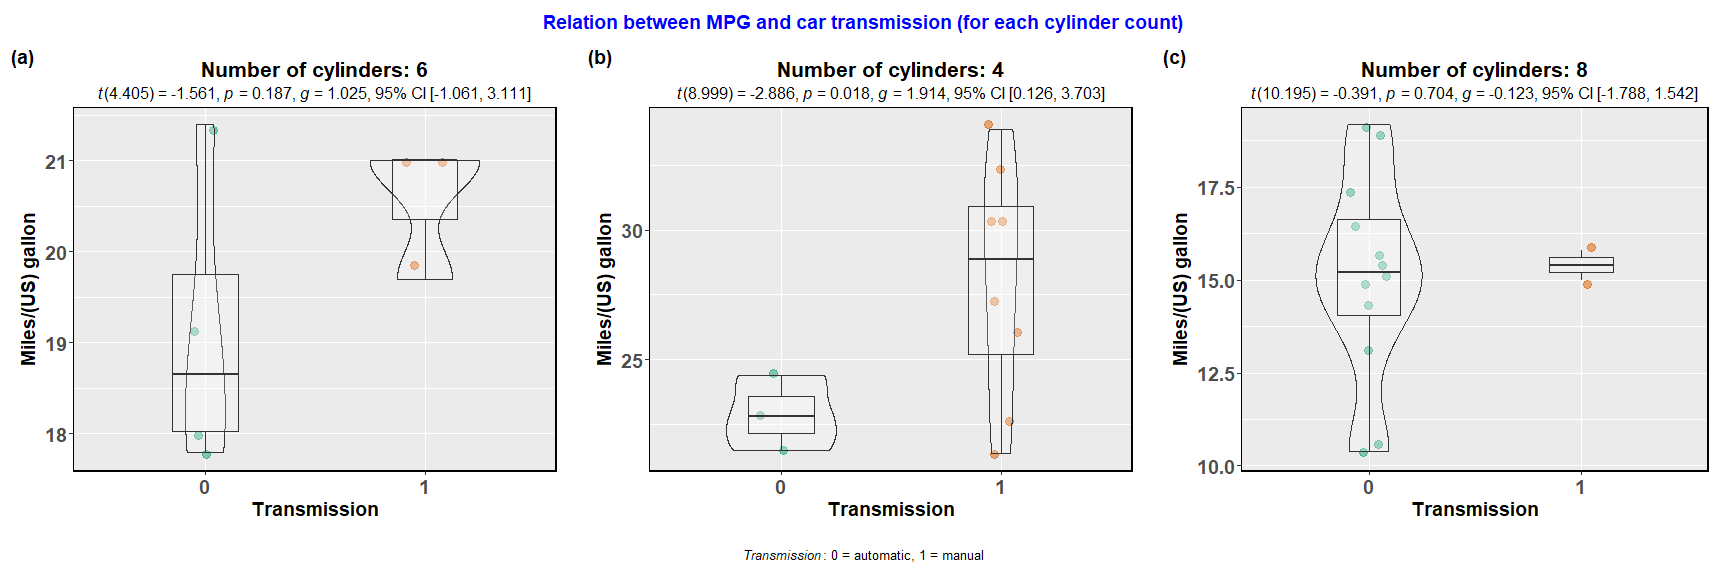 Relation between MPG and car transmission (for each cylinder count)
(a)
Number of cylinders: 6
t(4.405) = -1.561, p = 0.187, g = 1.025, 95% CI [-1.061, 3.111]
Miles/(US) gallon
21
20
19
18
0 1
Transmission
(b)
Number of cylinders: 4
t(8.999) = -2.886, p = 0.018, g = 1.914, 95% CI [0.126, 3.703]
Miles/(US) gallon
30
25
0 1
Transmission
(c)
Number of cylinders: 8
t(10.195) = -0.391, p = 0.704, g = -0.123, 95% CI [-1.788, 1.542]
Miles/(US) gallon
17.5
15.0
12.5
10.0
0 1
Transmission
Transmission: 0 = automatic, 1 = manual